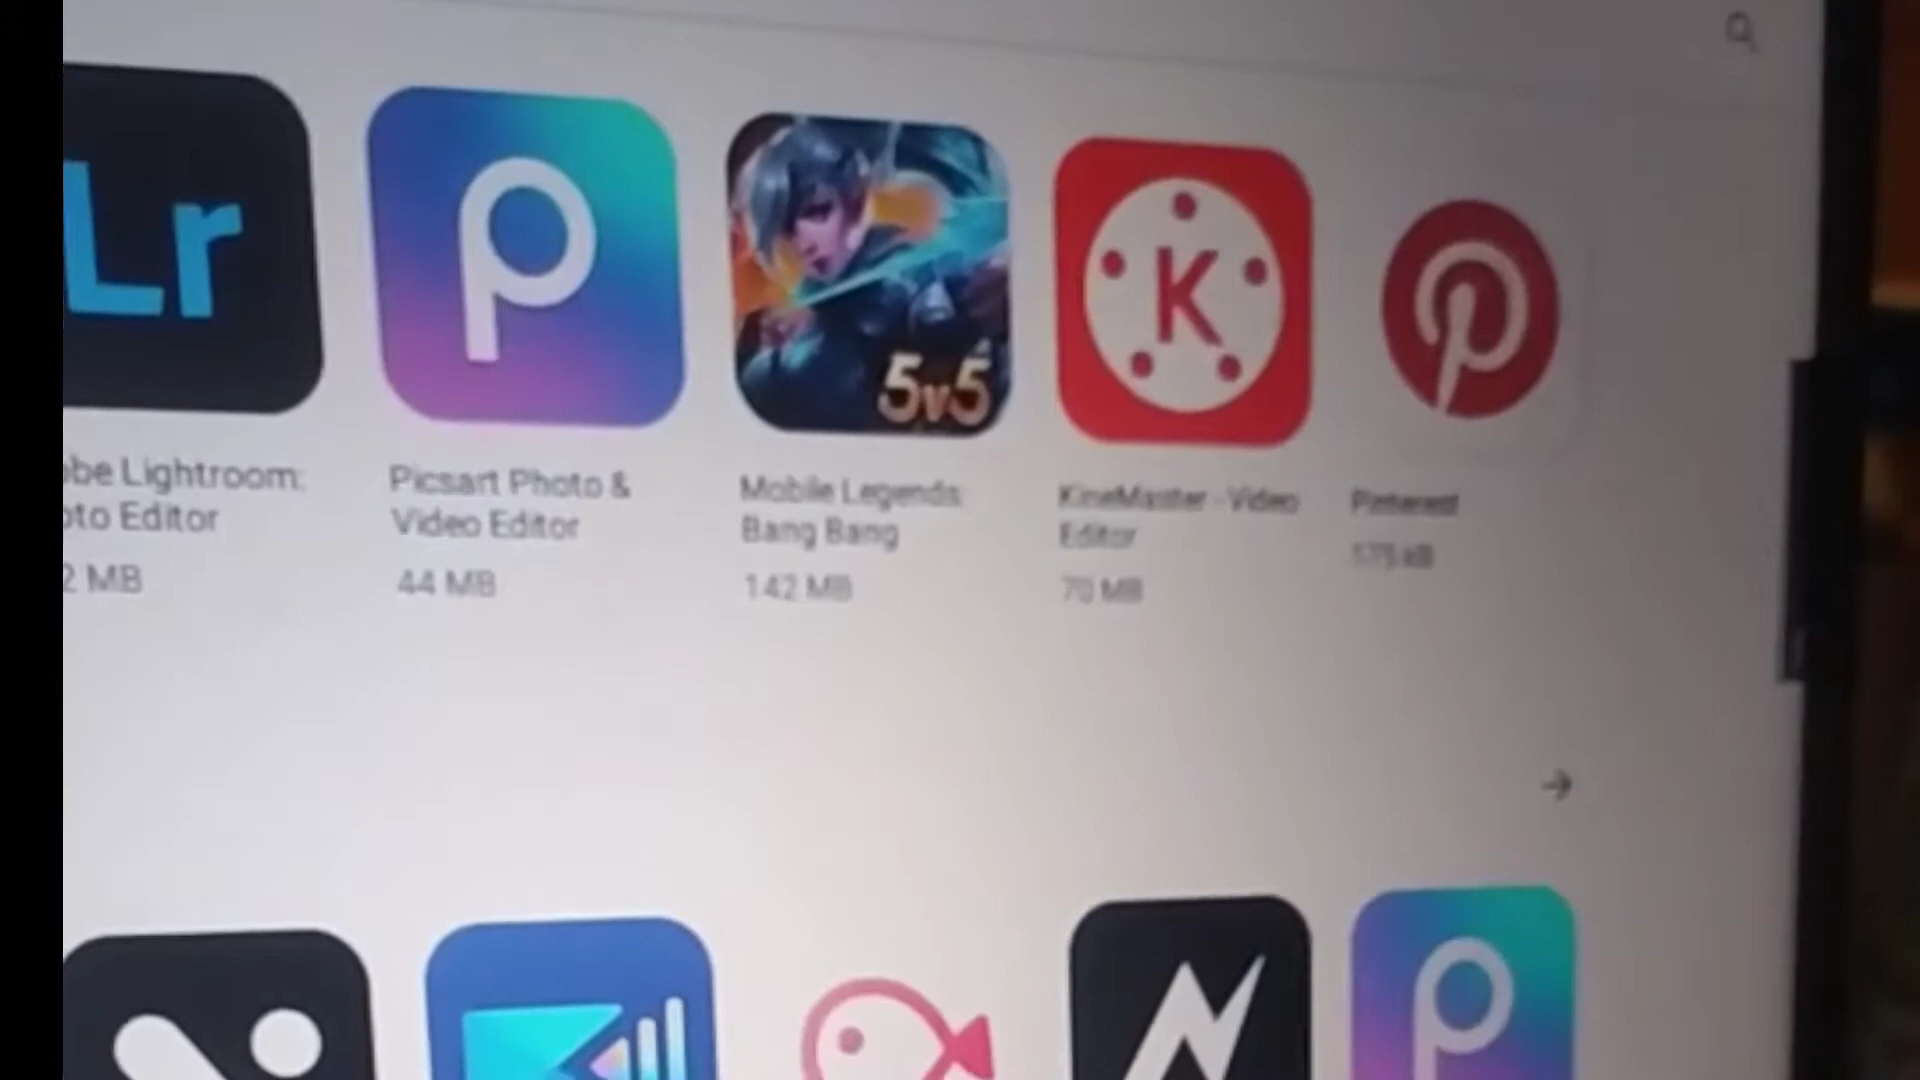 Lr
5v5
K
obe Lightroom:
oto Editor
2 MB
Picsart Photo &
Video Editor
44 MB
Mobile Legends:
Bang Bang
142 MB
KineMaster - Video
Editor
70 MB
Pinterest